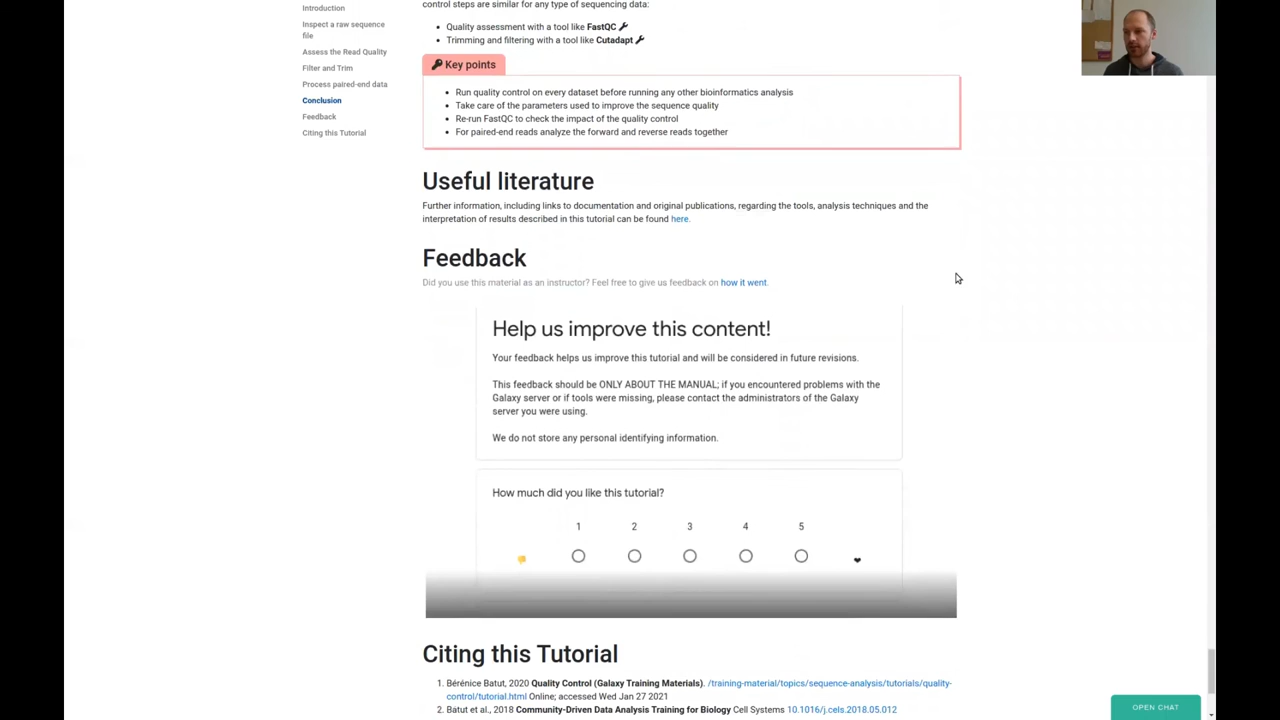 Introduction
Inspect a raw sequence
file
Assess the Read Quality
Filter and Trim
Process paired-end data
Conclusion
Feedback
Citing this Tutorial
control steps are similar for any type of sequencing data:
Quality assessment with a tool like FastQC
Trimming and filtering with a tool like Cutadapt
Key points
Run quality control on every dataset before running any other bioinformatics analysis
Take care of the parameters used to improve the sequence quality
Re-run FastQC to check the impact of the quality control
For paired-end reads analyze the forward and reverse reads together
Useful literature
Further information, including links to documentation and original publications, regarding the tools, analysis techniques and the
interpretation of results described in this tutorial can be found here.
Feedback
Did you use this material as an instructor? Feel free to give us feedback on how it went.
Help us improve this content!
Your feedback helps us improve this tutorial and will be considered in future revisions.
This feedback should be ONLY ABOUT THE MANUAL; if you encountered problems with the
Galaxy server or if tools were missing, please contact the administrators of the Galaxy
server you were using.
We do not store any personal identifying information.
How much did you like this tutorial?
1 2 3 4 5
Citing this Tutorial
1. Bérénice Batut, 2020 Quality Control (Galaxy Training Materials). /training-material/topics/sequence-analysis/tutorials/quality-
control/tutorial.html Online; accessed Wed Jan 27 2021
2. Batut et al., 2018 Community-Driven Data Analysis Training for Biology Cell Systems 10.1016/j.cels.2018.05.012
OPEN CHAT